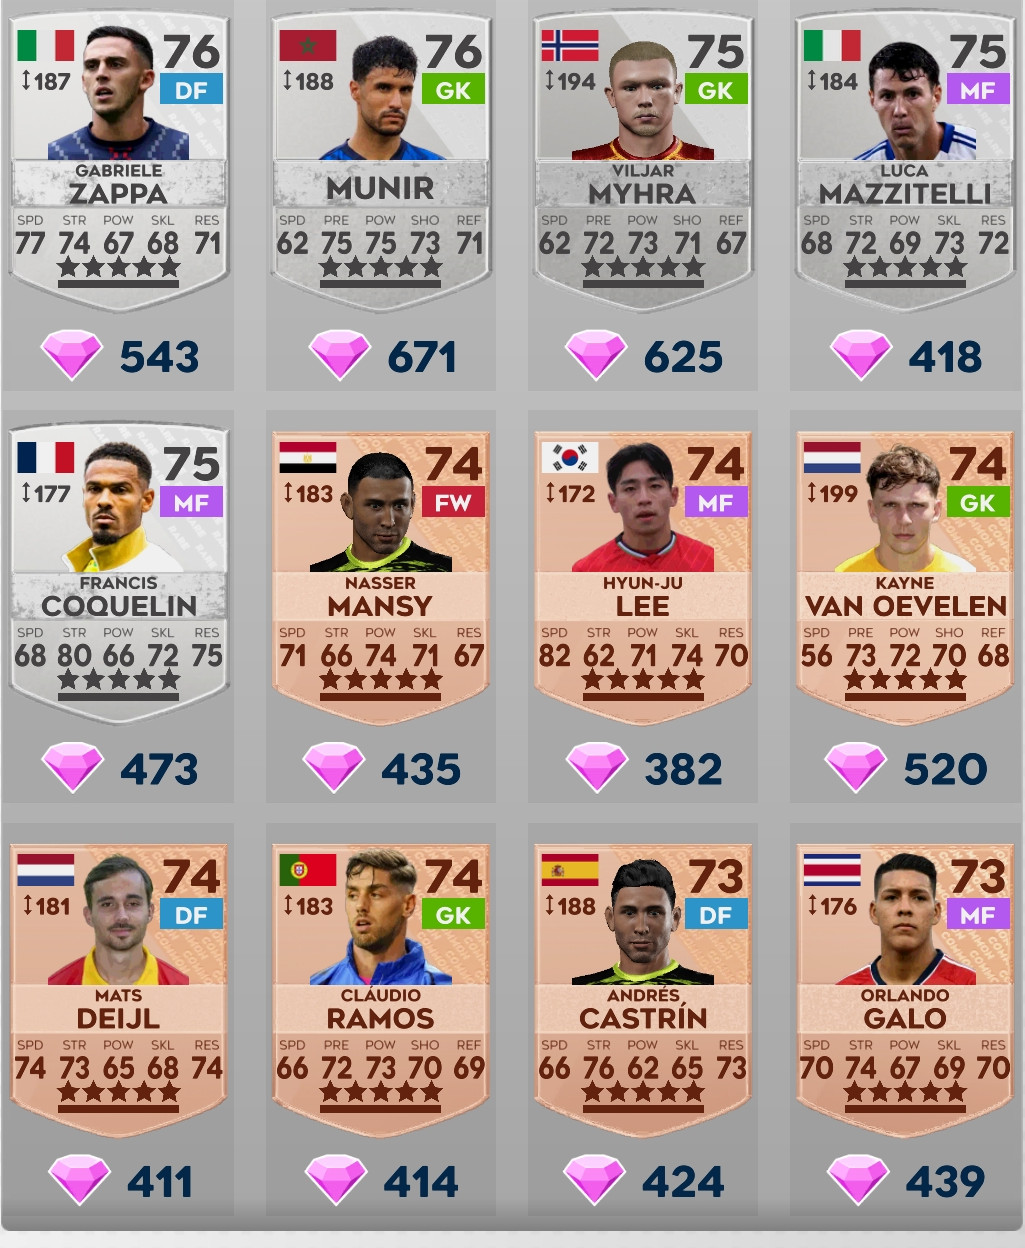 76
187
DF
GABRIELE
ZAPPA
SPD STR POW SKL RES
77 74 67 68 71
543
76
188
GK
MUNIR
SPD PRE POW SHO REF
62 75 75 73 71
671
75
194
GK
VILJAR
MYHRA
SPD PRE POW SHO REF
62 72 73 71 67
625
75
184
MF
LUCA
MAZZITELLI
SPD STR POW SKL RES
68 72 69 73 72
418
75
177
MF
FRANCIS
COQUELIN
SPD STR POW SKL RES
68 80 66 72 75
473
74
183
FW
NASSER
MANSY
SPD STR POW SKL RES
71 66 74 71 67
435
74
172
MF
HYUN-JU
LEE
SPD STR POW SKL RES
82 62 71 74 70
382
74
199
GK
KAYNE
VAN OEVELEN
SPD PRE POW SHO REF
56 73 72 70 68
520
74
181
DF
MATS
DEIJL
SPD STR POW SKL RES
74 73 65 68 74
411
74
183
GK
CLÁUDIO
RAMOS
SPD PRE POW SHO REF
66 72 73 70 69
414
73
188
DF
ANDRÉS
CASTRÍN
SPD STR POW SKL RES
66 76 62 65 73
424
73
176
MF
ORLANDO
GALO
SPD STR POW SKL RES
70 74 67 69 70
439